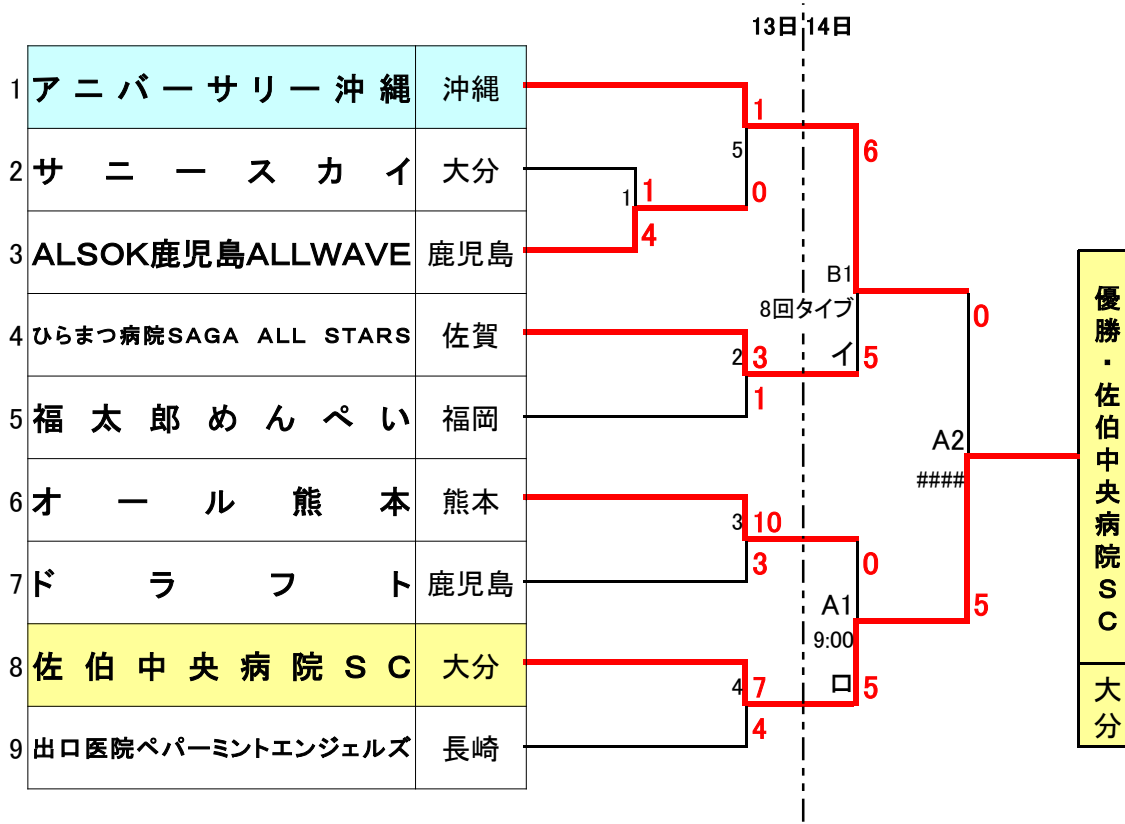 13日 14日
1 アニバーサリー沖縄 沖縄
2 サニースカイ 大分
3 ALSOK鹿児島ALLWAVE 鹿児島
4 ひらまつ病院SAGA ALL STARS 佐賀
5 福太郎めんべい 福岡
6 オール熊本 熊本
7 ドラフト 鹿児島
8 佐伯中央病院SC 大分
9 出口医院ペパーミントエンジェルズ 長崎
1
5
0
1
1
4
6
B1
8回タイブ
イ
5
2
3
1
0
A2
####
5
3
10
3
0
A1
9:00
ロ
5
4
7
4
優勝・佐伯中央病院SC
大分